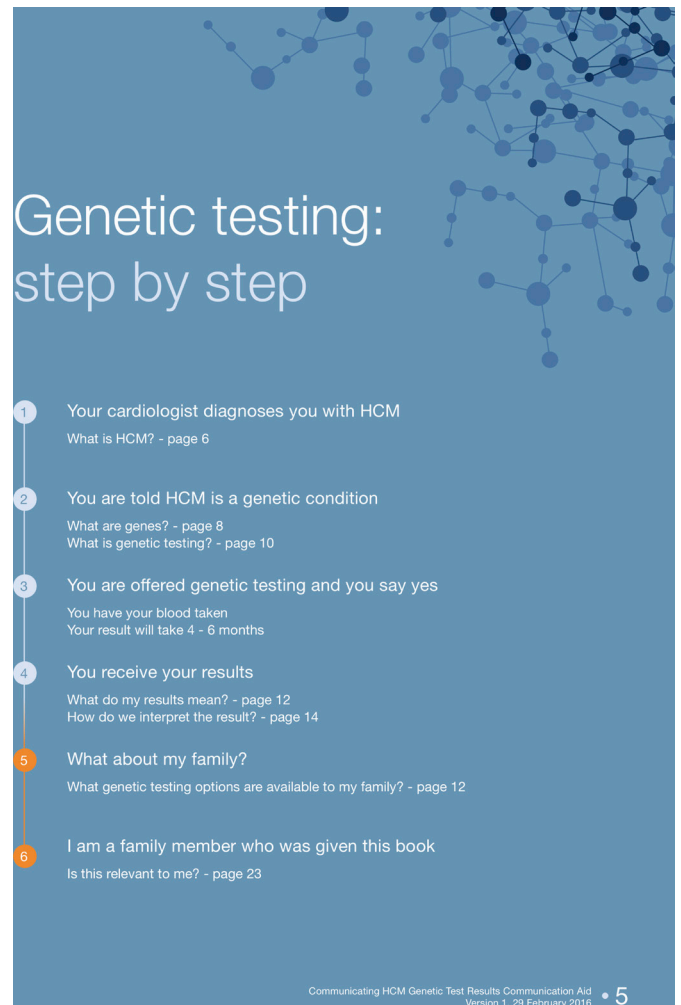 Genetic testing:
step by step
1
Your cardiologist diagnoses you with HCM
What is HCM? - page 6
2
You are told HCM is a genetic condition
What are genes? - page 8
What is genetic testing? - page 10
3
You are offered genetic testing and you say yes
You have your blood taken
Your result will take 4 - 6 months
4
You receive your results
What do my results mean? - page 12
How do we interpret the result? - page 14
5
What about my family?
What genetic testing options are available to my family? - page 12
6
I am a family member who was given this book
Is this relevant to me? - page 23
Communicating HCM Genetic Test Results Communication Aid
Version 1, 29 February 2016
• 5